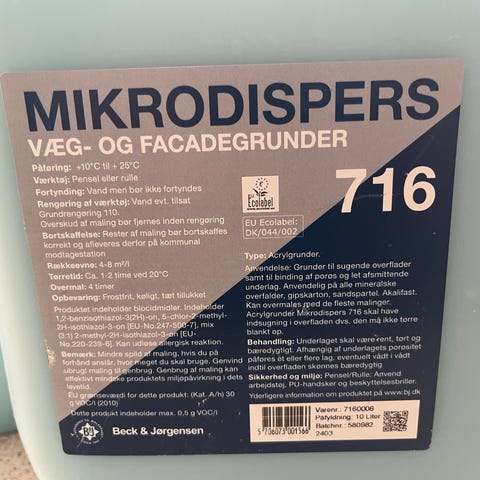 MIKRODISPERS
VÆG- OG FACADEGRUNDER
716
Påføring: +10°C til + 25°C
Værktøj: Pensel eller rulle
Fortynding: Vand men bør ikke fortyndes
Rengøring af værktøj: Vand evt. tilsat
Grundrengøring 110.
Overskud af maling bør fjernes inden rengøring
Bortskaffelse: Rester af maling bør bortskaffes
korrekt og afleveres derfor på kommunal
modtagestation
Rækkeevne: 4-8 m²/l
Tørretid: Ca. 1-2 time ved 20°C
Overmal: 4 timer
Opbevaring: Frostfrit, køligt, tæt tillukket
Produktet indeholder biocidmidler. Indeholder
1,2-benzisothiazol-3(2H)-on, 5-chlor-2-methyl-
2H-isothiazol-3-on [EU-No.247-500-7], mix
(3:1) 2-methyl-2H-isothiazol-3-on [EU-
No.220-239-6]. Kan udløse allergisk reaktion.
Bemærk: Mindre spild af maling, hvis du på
forhånd anslår, hvor meget du skal bruge. Genvind
ubrugt maling til genbrug. Genbrug af maling kan
effektivt mindske produktets miljøpåvirkning i dets
levetid.
EU grænseværdi for dette produkt: (Kat. A/h) 30
g VOC/l (2010)
Dette produkt indeholder max. 0,5 g VOC/l
EU
Ecolabel
EU Ecolabel:
DK/044/002
Type: Acrylgrunder.
Anvendelse: Grunder til sugende overflader
samt til binding af porøs og let afsmittende
underlag. Anvendelig på alle mineralske
overfalder, gipskarton, sandspartel. Akalifast.
Kan overmales med de fleste malinger.
Acrylgrunder Mikrodispers 716 skal have
indsugning i overfladen dvs. den må ikke tørre
blankt op.
Behandling: Underlaget skal være rent, tørt og
bæredygtigt. Afhængig af underlagets porøsitet
påføres ét eller flere lag, eventuelt vådt i vådt
indtil overfladen skønnes bæredygtig
Sikkerhed og miljø: Pensel/Rulle: Anvend
arbejdstøj, PU-handsker og beskyttelsesbriller.
Yderligere information om produktet på www.bj.dk
Beck & Jørgensen
5 706073 001566
Varenr.: 7160006
Påfyldning: 10 Liter
Batchnr.: 580982
2403